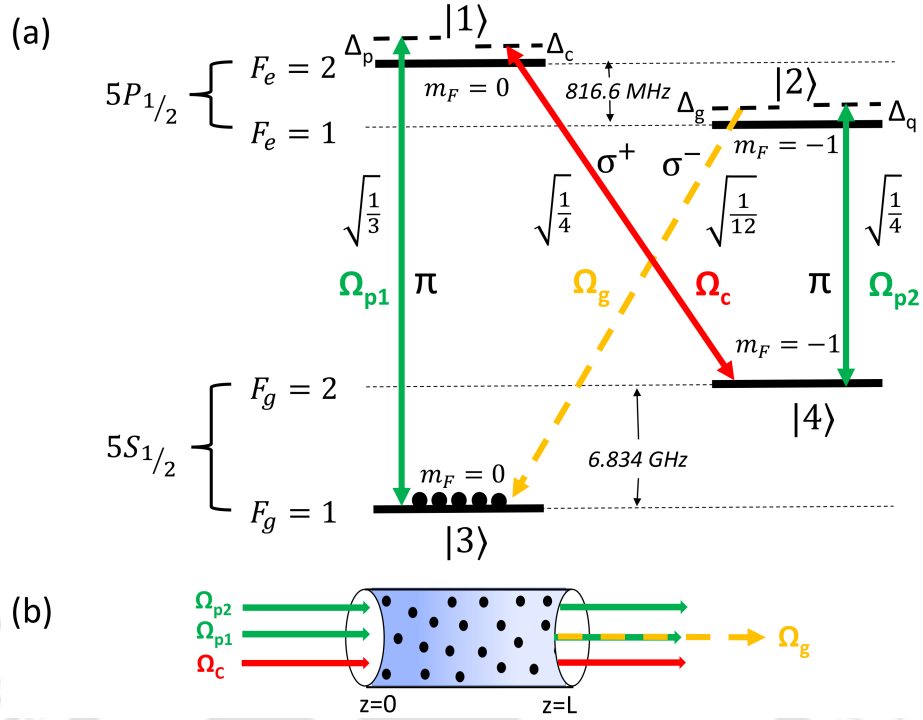 (a)
|1⟩
Δp
Δc
Fe = 2
mF = 0
816.6 MHz
|2⟩
5P1/2
Δg
Δq
Fe = 1
mF = −1
σ+
σ−
√1/3
√1/4
√1/12
√1/4
Ωp1
π
Ωg
Ωc
π
Ωp2
mF = −1
Fg = 2
|4⟩
5S1/2
6.834 GHz
mF = 0
Fg = 1
|3⟩
(b)
Ωp2
Ωp1
Ωg
Ωc
z=0
z=L